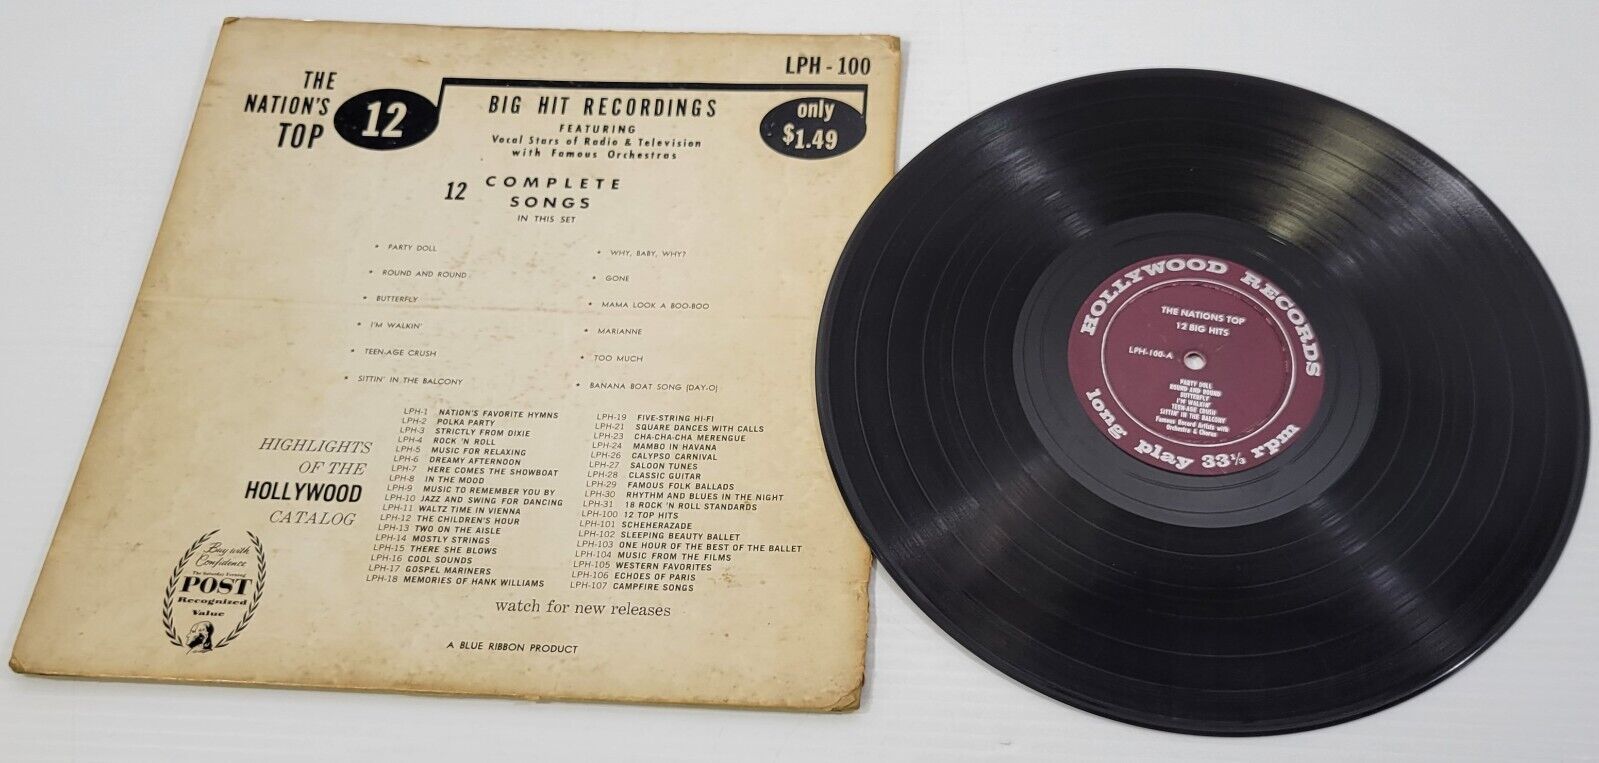 LPH - 100
THE
NATION'S
TOP
12
BIG HIT RECORDINGS
FEATURING
Vocal Stars of Radio & Television
with Famous Orchestras
only
$1.49
12 COMPLETE
SONGS
IN THIS SET
* PARTY DOLL
* ROUND AND ROUND
* BUTTERFLY
* I'M WALKIN'
* TEEN-AGE CRUSH
* SITTIN' IN THE BALCONY
* WHY, BABY, WHY?
* GONE
* MAMA LOOK A BOO-BOO
* MARIANNE
* TOO MUCH
* BANANA BOAT SONG (DAY-O)
HIGHLIGHTS
OF THE
HOLLYWOOD
CATALOG
LPH-1 NATION'S FAVORITE HYMNS
LPH-2 POLKA PARTY
LPH-3 STRICTLY FROM DIXIE
LPH-4 ROCK 'N ROLL
LPH-5 MUSIC FOR RELAXING
LPH-6 DREAMY AFTERNOON
LPH-7 HERE COMES THE SHOWBOAT
LPH-8 IN THE MOOD
LPH-9 MUSIC TO REMEMBER YOU BY
LPH-10 JAZZ AND SWING FOR DANCING
LPH-11 WALTZ TIME IN VIENNA
LPH-12 THE CHILDREN'S HOUR
LPH-13 TWO ON THE AISLE
LPH-14 MOSTLY STRINGS
LPH-15 THERE SHE BLOWS
LPH-16 COOL SOUNDS
LPH-17 GOSPEL MARINERS
LPH-18 MEMORIES OF HANK WILLIAMS
LPH-19 FIVE-STRING HI-FI
LPH-21 SQUARE DANCES WITH CALLS
LPH-23 CHA-CHA-CHA MERENGUE
LPH-24 MAMBO IN HAVANA
LPH-26 CALYPSO CARNIVAL
LPH-27 SALOON TUNES
LPH-28 CLASSIC GUITAR
LPH-29 FAMOUS FOLK BALLADS
LPH-30 RHYTHM AND BLUES IN THE NIGHT
LPH-31 18 ROCK 'N ROLL STANDARDS
LPH-100 12 TOP HITS
LPH-101 SCHEHERAZADE
LPH-102 SLEEPING BEAUTY BALLET
LPH-103 ONE HOUR OF THE BEST OF THE BALLET
LPH-104 MUSIC FROM THE FILMS
LPH-105 WESTERN FAVORITES
LPH-106 ECHOES OF PARIS
LPH-107 CAMPFIRE SONGS
Buy with
Confidence
The Saturday Evening
POST
Recognized
Value
watch for new releases
A BLUE RIBBON PRODUCT
HOLLYWOOD RECORDS
THE NATIONS TOP
12 BIG HITS
LPH-100-A
PARTY DOLL
ROUND AND ROUND
BUTTERFLY
I'M WALKIN'
TEEN-AGE CRUSH
SITTIN' IN THE BALCONY
Famous Record Artists with
Orchestra & Chorus
long play 33⅓ rpm